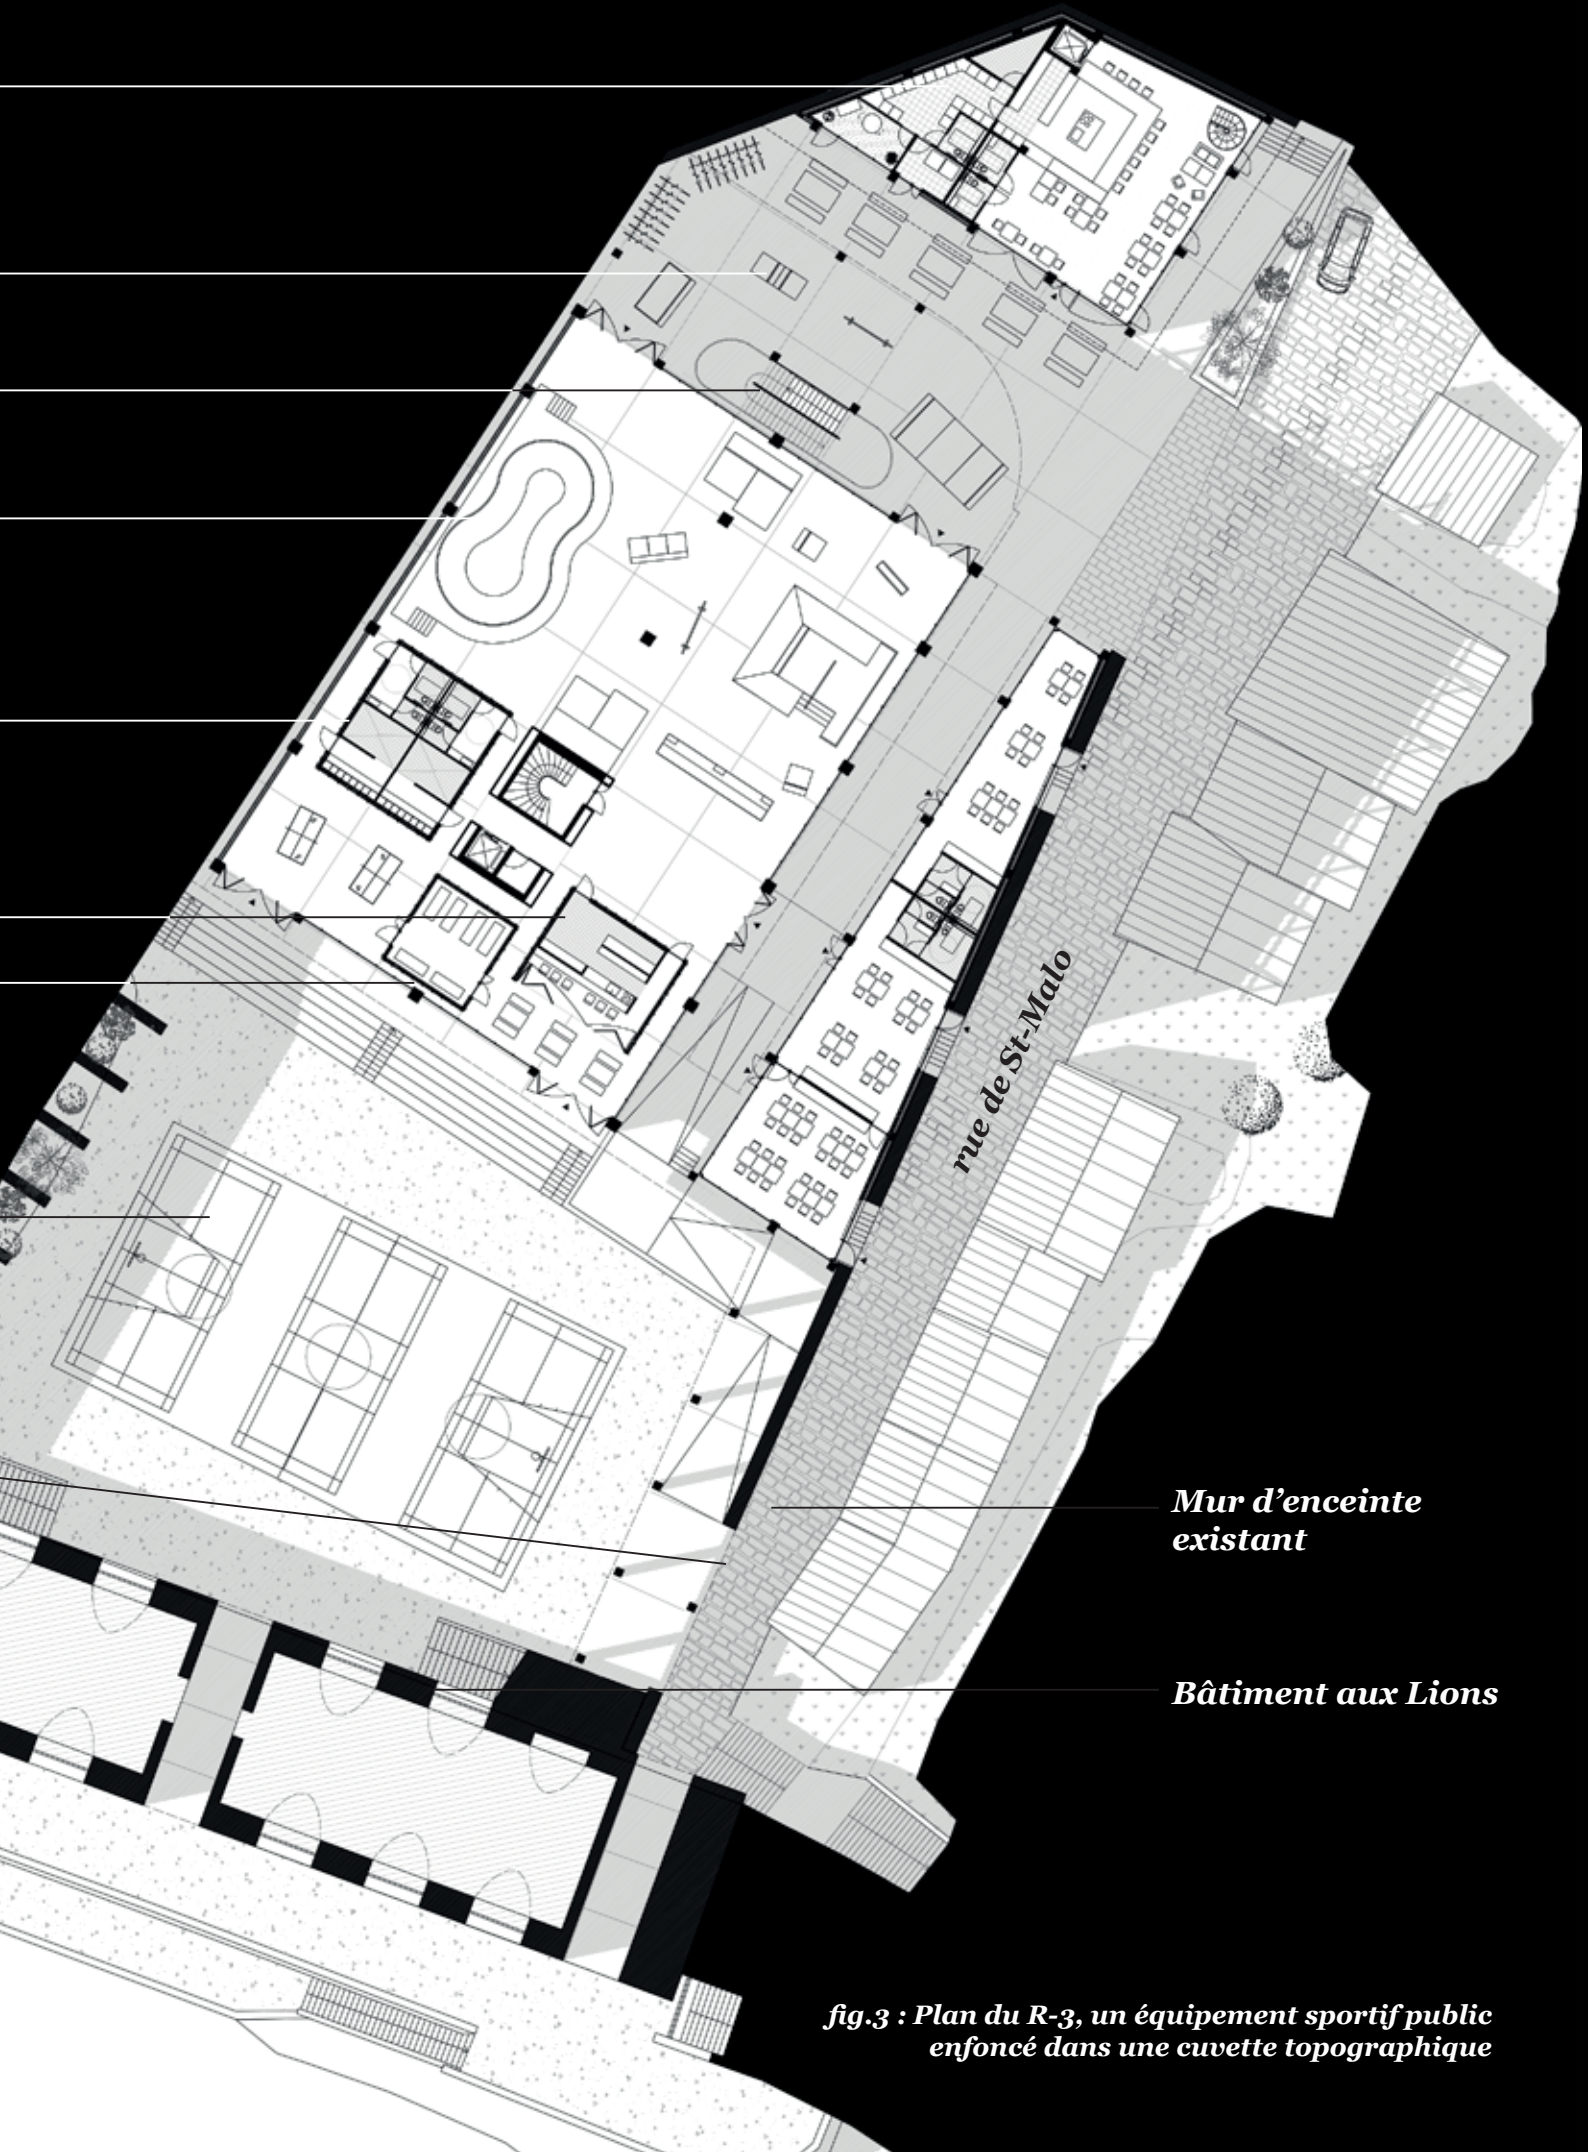 rue de St-Malo
Mur d’enceinte
existant
Bâtiment aux Lions
fig.3 : Plan du R-3, un équipement sportif public
enfoncé dans une cuvette topographique